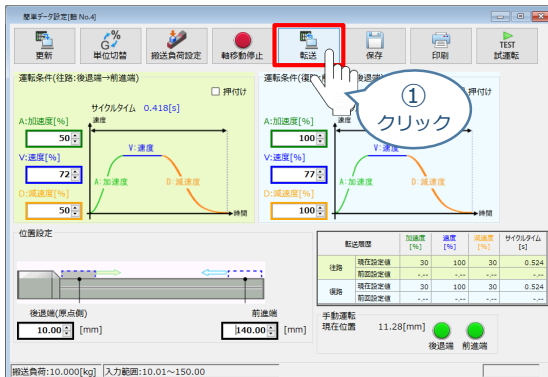 簡単データ設定[軸 No.4]
更新
単位切替
搬送負荷設定
軸移動停止
転送
保存
印刷
TEST
試運転
運転条件(往路:後退端→前進端)
押付け
サイクルタイム 0.418[s]
A:加速度[%]
50
V:速度[%]
72
D:減速度[%]
50
速度
V:速度
A:加速度
D:減速度
時間
運転条件(復路:
後退端)
押付け
①
クリック
A:加速度[%]
100
V:速度[%]
77
D:減速度[%]
100
速度
V:速度
A:加速度
D:減速度
時間
位置設定
後退端(原点側)
10.00 [mm]
前進端
140.00 [mm]
転送履歴 加速度[%] 速度[%] 減速度[%] サイクルタイム[s]
往路 現在設定値 30 100 30 0.524
前回設定値 -.-- -.-- -.-- -.--
復路 現在設定値 30 100 30 0.524
前回設定値 -.-- -.-- -.-- -.--
手動運転
現在位置 11.28[mm]
後退端 前進端
搬送負荷:10.000[kg] 入力範囲:10.01~150.00